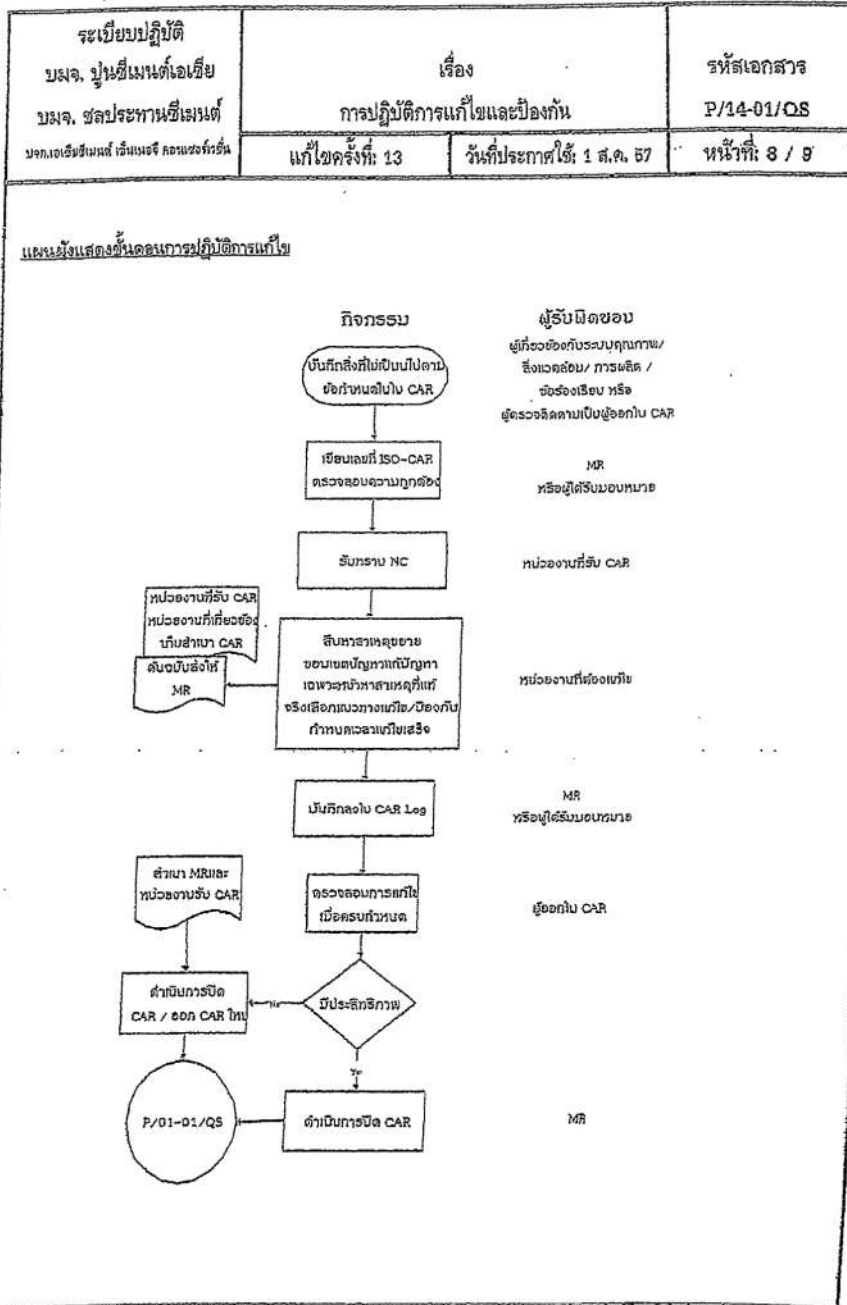 ระเบียบปฏิบัติ
บมจ. ปูนซีเมนต์เอเซีย
บมจ. ชลประทานซีเมนต์
บจก.เอเซียซีเมนต์ เอ็นเนอจี คอนเซอร์เวชั่น
เรื่อง
การปฏิบัติการแก้ไขและป้องกัน
แก้ไขครั้งที่: 13
วันที่ประกาศใช้: 1 ส.ค. 57
รหัสเอกสาร
P/14-01/QS
หน้าที่: 8 / 9
แผนผังแสดงขั้นตอนการปฏิบัติการแก้ไข
กิจกรรม
ผู้รับผิดชอบ
บันทึกสิ่งที่ไม่เป็นไปตาม
ข้อกำหนดในใบ CAR
ผู้เกี่ยวข้องกับระบบคุณภาพ/
สิ่งแวดล้อม/ การผลิต /
ข้อร้องเรียน หรือ
ผู้ตรวจติดตามเป็นผู้ออกใบ CAR
เขียนเลขที่ ISO-CAR
ตรวจสอบความถูกต้อง
MR
หรือผู้ได้รับมอบหมาย
รับทราบ NC
หน่วยงานที่รับ CAR
หน่วยงานที่รับ CAR
หน่วยงานที่เกี่ยวข้อง
เก็บสำเนา CAR
ต้นฉบับส่งให้
MR
สืบหาสาเหตุขยาย
ขอบเขตปัญหาแก้ปัญหา
เฉพาะหน้าหาสาเหตุที่แท้
จริงเลือกแนวทางแก้ไข/ป้องกัน
กำหนดเวลาแก้ไขเสร็จ
หน่วยงานที่ต้องแก้ไข
บันทึกลงใบ CAR Log
MR
หรือผู้ได้รับมอบหมาย
สำเนา MRและ
หน่วยงานรับ CAR
ตรวจสอบการแก้ไข
เมื่อครบกำหนด
ผู้ออกใบ CAR
ดำเนินการปิด
CAR / ออก CAR ใหม่
No
มีประสิทธิภาพ
Yes
P/01-01/QS
ดำเนินการปิด CAR
MR